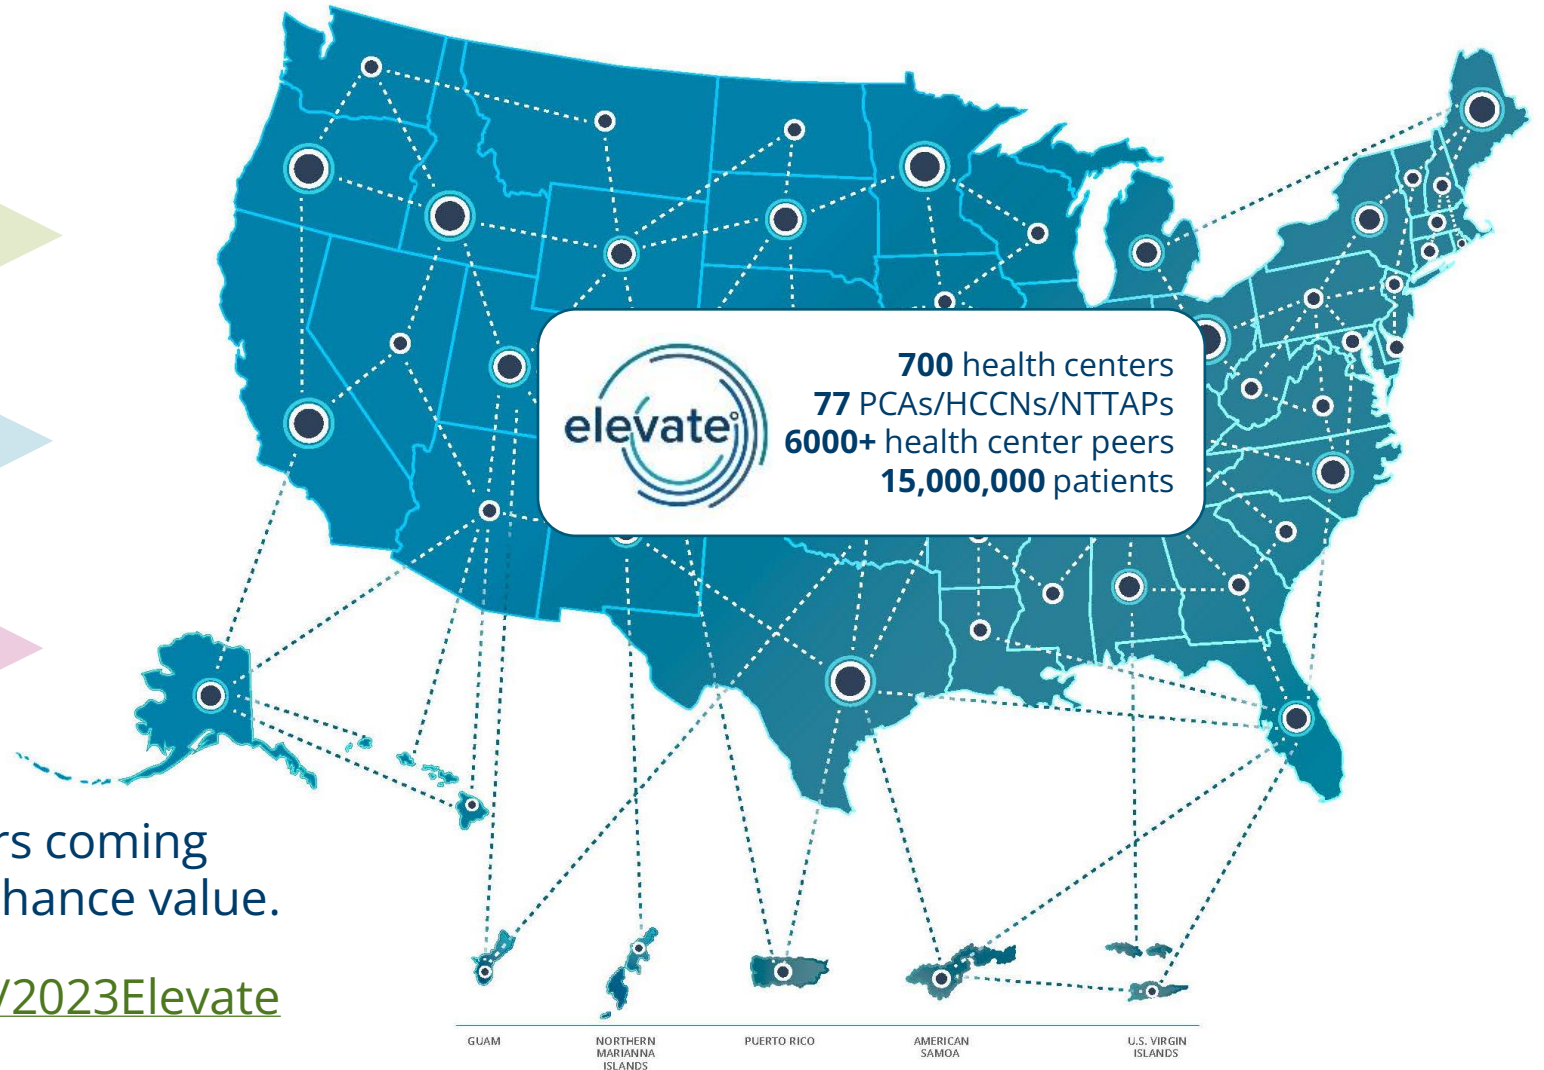 elevate
700 health centers
77 PCAs/HCCNs/NTTAPs
6000+ health center peers
15,000,000 patients
rs coming
hance value.
/2023Elevate
GUAM
NORTHERN
MARIANNA
ISLANDS
PUERTO RICO
AMERICAN
SAMOA
U.S. VIRGIN
ISLANDS